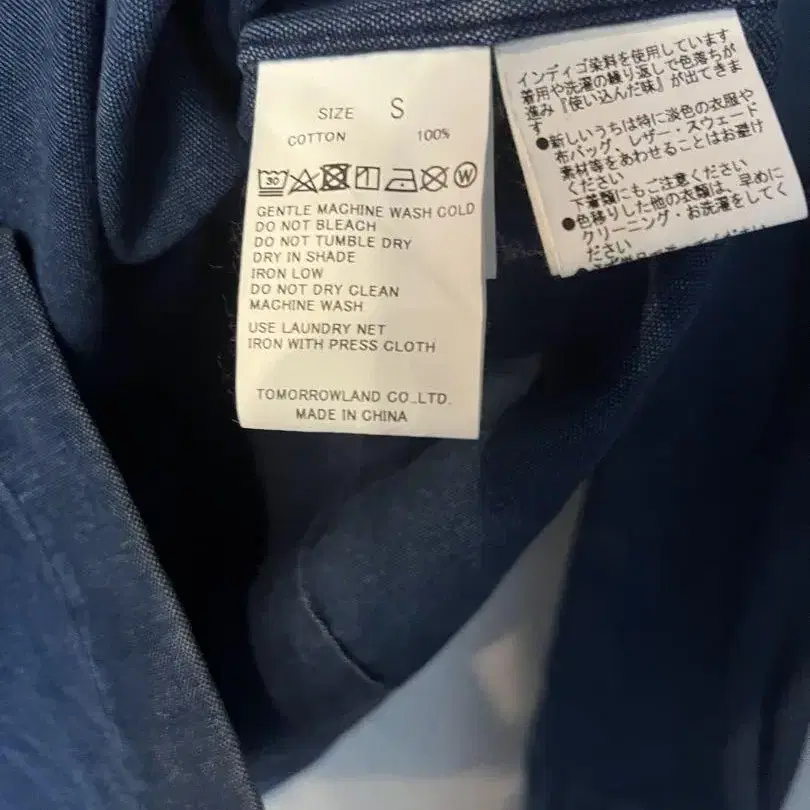 SIZE S
COTTON 100%
30 W
GENTLE MACHINE WASH COLD
DO NOT BLEACH
DO NOT TUMBLE DRY
DRY IN SHADE
IRON LOW
DO NOT DRY CLEAN
MACHINE WASH
USE LAUNDRY NET
IRON WITH PRESS CLOTH
TOMORROWLAND CO.,LTD.
MADE IN CHINA
インディゴ染料を使用しています
着用や洗濯の繰り返しで色落ちが
進み『使い込んだ味』が出てきま
す
●新しいうちは特に淡色の衣服や
布バッグ、レザー・スウェード
素材等をあわせることはお避け
ください
下着類にもご注意ください
●色移りした他の衣類は、早めに
クリーニング・お洗濯をしてく
ださい